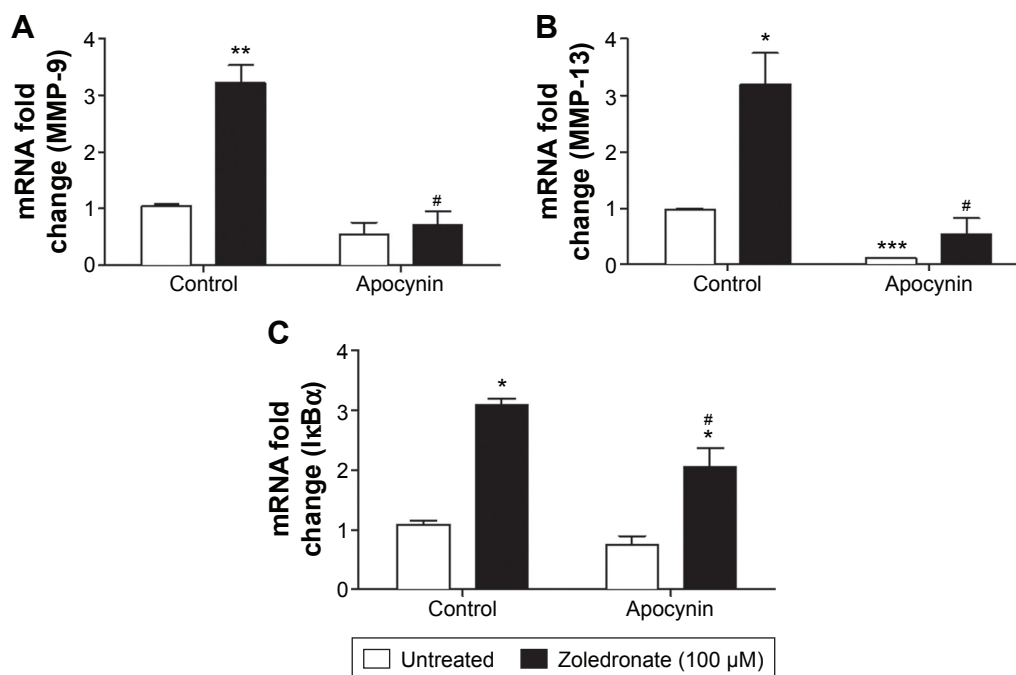 A
mRNA fold
change (MMP-9)
4
3
2
1
0
**
#
Control
Apocynin
B
mRNA fold
change (MMP-13)
4
3
2
1
0
*
***
#
Control
Apocynin
C
mRNA fold
change (IκBα)
4
3
2
1
0
*
#
*
Control
Apocynin
Untreated
Zoledronate (100 µM)